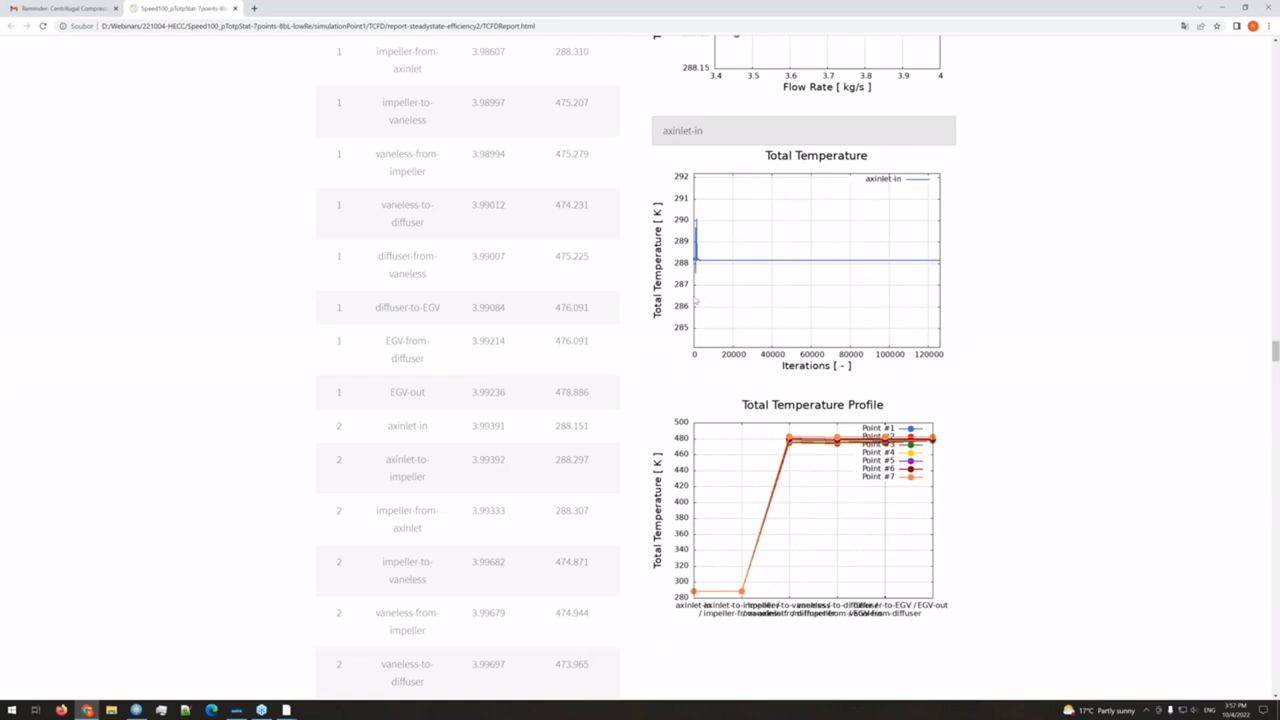 Reminder: Centrifugal Compress
Speed100_pTotpStat-7points-8bL
Soubor
D:/Webinars/221004-HECC/Speed100_pTotpStat-7points-8bL-lowRe/simulationPoint1/TCFD/report-steadystate-efficiency2/TCFDReport.html
1 impeller-from- 3.98607 288.310
axinlet
1 impeller-to- 3.98997 475.207
vaneless
1 vaneless-from- 3.98994 475.279
impeller
1 vaneless-to- 3.99012 474.231
diffuser
1 diffuser-from- 3.99007 475.225
vaneless
1 diffuser-to-EGV 3.99084 476.091
1 EGV-from- 3.99214 476.091
diffuser
1 EGV-out 3.99236 478.886
2 axinlet-in 3.99391 288.151
2 axinlet-to- 3.99392 288.297
impeller
2 impeller-from- 3.99333 288.307
axinlet
2 impeller-to- 3.99682 474.871
vaneless
2 vaneless-from- 3.99679 474.944
impeller
2 vaneless-to- 3.99697 473.965
diffuser
288.15
3.4 3.5 3.6 3.7 3.8 3.9 4
Flow Rate [ kg/s ]
axinlet-in
Total Temperature
axinlet-in
Total Temperature [ K ]
292
291
290
289
288
287
286
285
0 20000 40000 60000 80000 100000 120000
Iterations [ - ]
Total Temperature Profile
Total Temperature [ K ]
500
480
460
440
420
400
380
360
340
320
300
280
Point #1
Point #4
Point #5
Point #6
Point #7
EGV-out
17°C Partly sunny
ENG
3:57 PM
10/4/2022